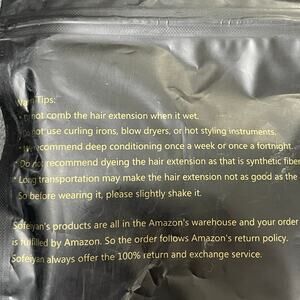 Tips:
not comb the hair extension when it wet.
not use curling irons, blow dryers, or hot styling instruments.
* We recommend deep conditioning once a week or once a fortnight.
* Do not recommend dyeing the hair extension as that is synthetic fiber
* Long transportation may make the hair extension not as good as the
So before wearing it, please slightly shake it.
Sofeiyan's products are all in the Amazon's warehouse and your order
is fulfilled by Amazon. So the order follows Amazon's return policy.
Sofeiyan always offer the 100% return and exchange service.